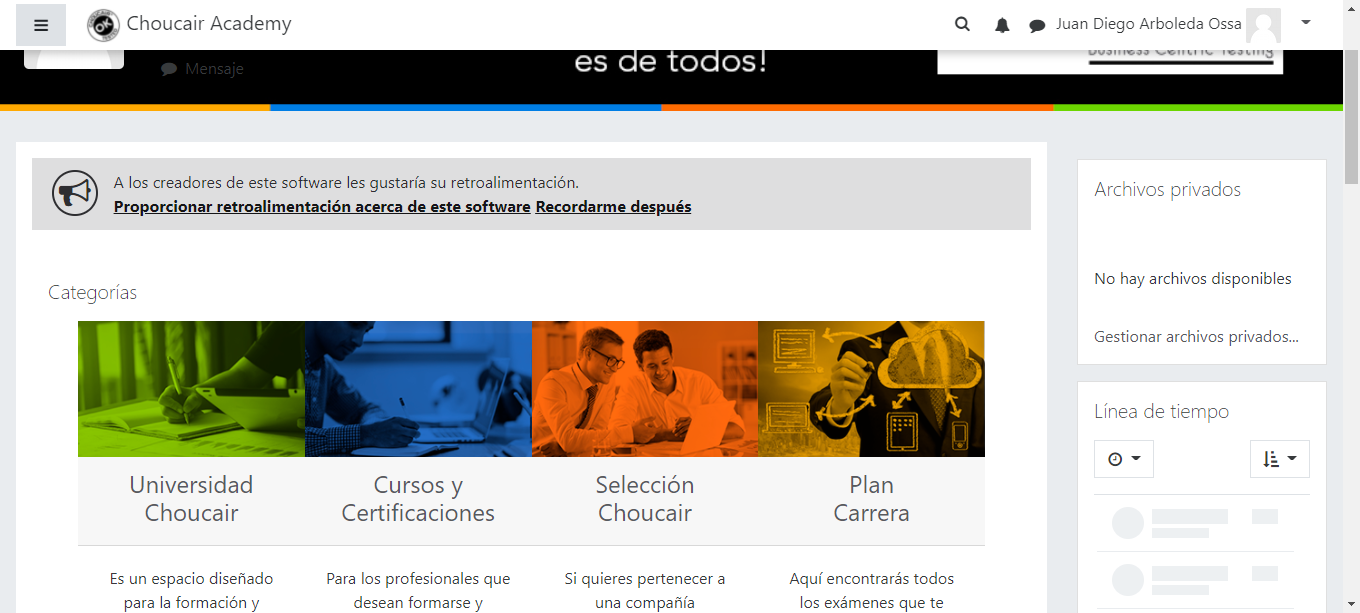 Choucair Academy
Juan Diego Arboleda Ossa
Mensaje
es de todos!
Business Centric Testing
A los creadores de este software les gustaría su retroalimentación.
Proporcionar retroalimentación acerca de este software Recordarme después
Categorías
Universidad
Choucair
Cursos y
Certificaciones
Selección
Choucair
Plan
Carrera
Es un espacio diseñado
para la formación y
Para los profesionales que
desean formarse y
Si quieres pertenecer a
una compañía
Aquí encontrarás todos
los exámenes que te
Archivos privados
No hay archivos disponibles
Gestionar archivos privados...
Línea de tiempo